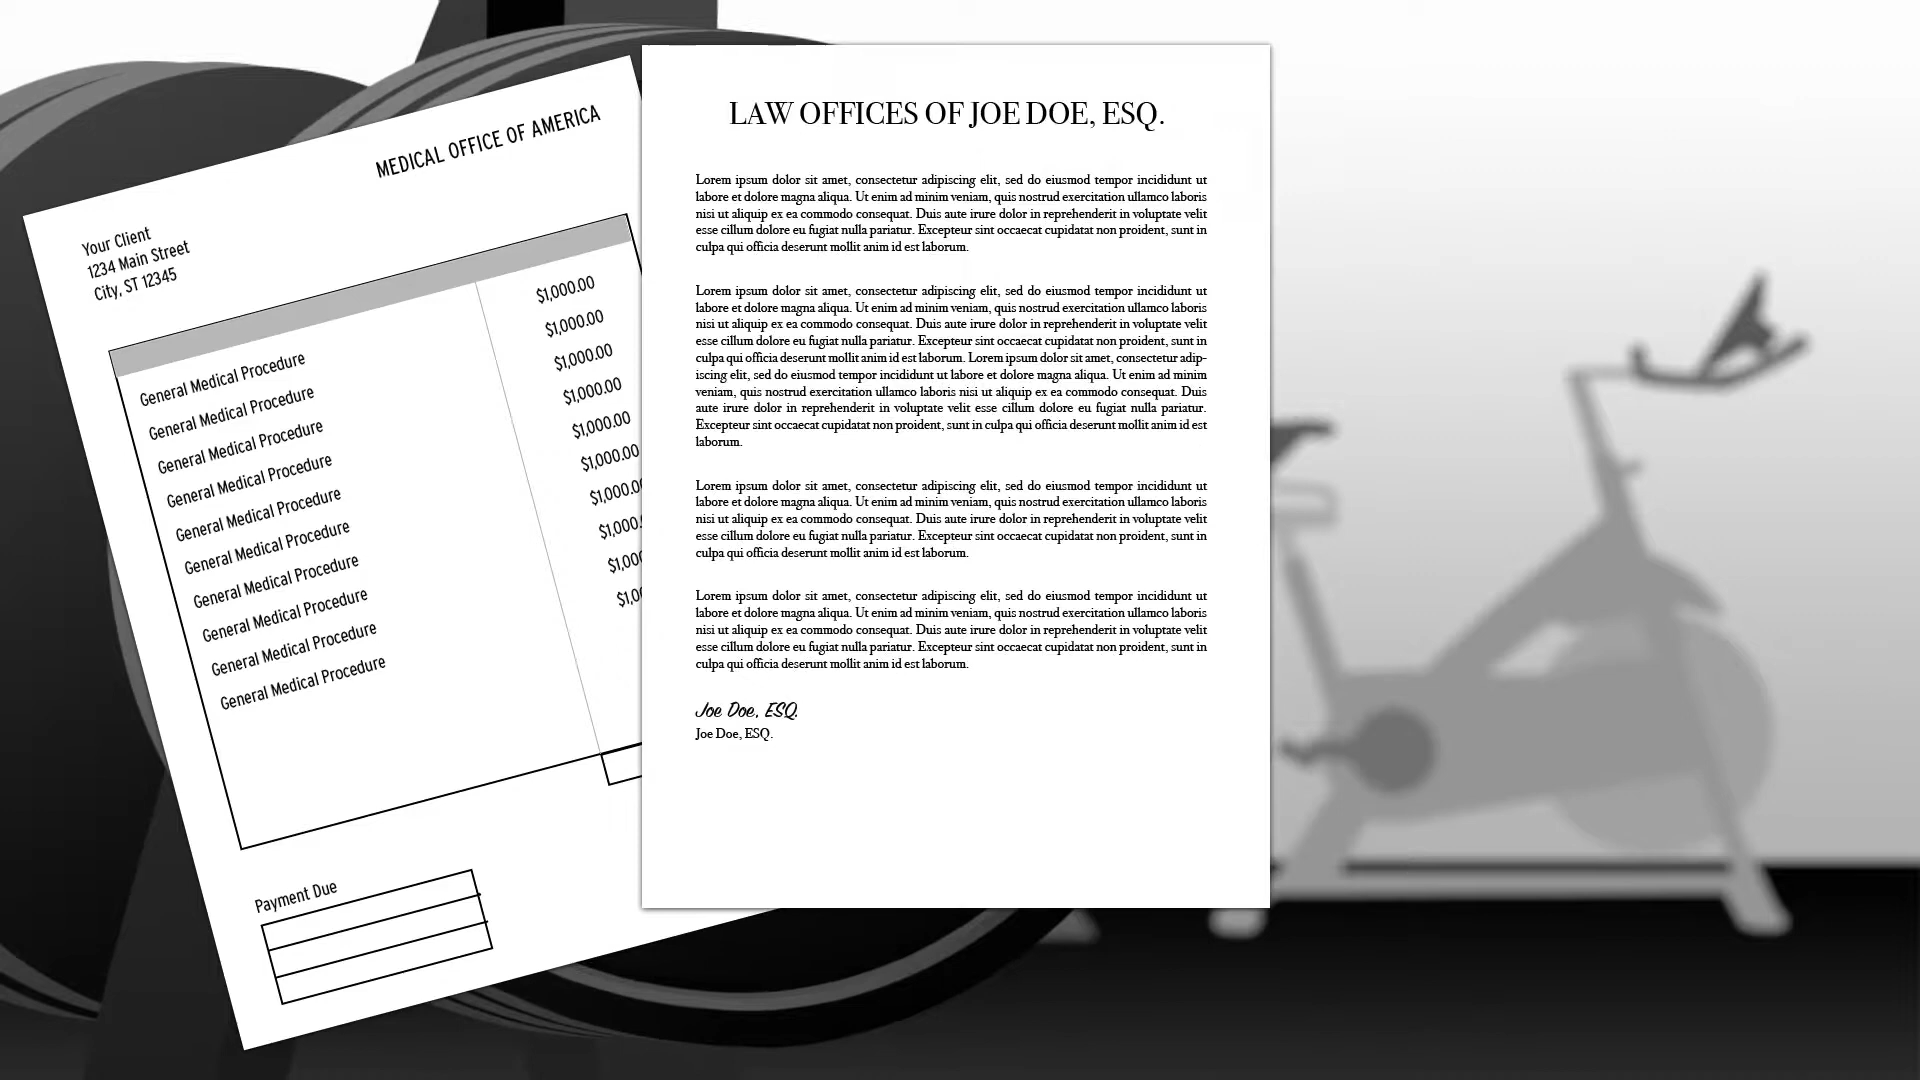 MEDICAL OFFICE OF AMERICA
Your Client
1234 Main Street
City, ST 12345
General Medical Procedure $1,000.00
General Medical Procedure $1,000.00
General Medical Procedure $1,000.00
General Medical Procedure $1,000.00
General Medical Procedure $1,000.00
General Medical Procedure $1,000.00
General Medical Procedure $1,000.0
General Medical Procedure $1,000.
General Medical Procedure $1,000
General Medical Procedure $1,00
Payment Due
LAW OFFICES OF JOE DOE, ESQ.
Lorem ipsum dolor sit amet, consectetur adipiscing elit, sed do eiusmod tempor incididunt ut
labore et dolore magna aliqua. Ut enim ad minim veniam, quis nostrud exercitation ullamco laboris
nisi ut aliquip ex ea commodo consequat. Duis aute irure dolor in reprehenderit in voluptate velit
esse cillum dolore eu fugiat nulla pariatur. Excepteur sint occaecat cupidatat non proident, sunt in
culpa qui officia deserunt mollit anim id est laborum.
Lorem ipsum dolor sit amet, consectetur adipiscing elit, sed do eiusmod tempor incididunt ut
labore et dolore magna aliqua. Ut enim ad minim veniam, quis nostrud exercitation ullamco laboris
nisi ut aliquip ex ea commodo consequat. Duis aute irure dolor in reprehenderit in voluptate velit
esse cillum dolore eu fugiat nulla pariatur. Excepteur sint occaecat cupidatat non proident, sunt in
culpa qui officia deserunt mollit anim id est laborum. Lorem ipsum dolor sit amet, consectetur adip-
iscing elit, sed do eiusmod tempor incididunt ut labore et dolore magna aliqua. Ut enim ad minim
veniam, quis nostrud exercitation ullamco laboris nisi ut aliquip ex ea commodo consequat. Duis
aute irure dolor in reprehenderit in voluptate velit esse cillum dolore eu fugiat nulla pariatur.
Excepteur sint occaecat cupidatat non proident, sunt in culpa qui officia deserunt mollit anim id est
laborum.
Lorem ipsum dolor sit amet, consectetur adipiscing elit, sed do eiusmod tempor incididunt ut
labore et dolore magna aliqua. Ut enim ad minim veniam, quis nostrud exercitation ullamco laboris
nisi ut aliquip ex ea commodo consequat. Duis aute irure dolor in reprehenderit in voluptate velit
esse cillum dolore eu fugiat nulla pariatur. Excepteur sint occaecat cupidatat non proident, sunt in
culpa qui officia deserunt mollit anim id est laborum.
Lorem ipsum dolor sit amet, consectetur adipiscing elit, sed do eiusmod tempor incididunt ut
labore et dolore magna aliqua. Ut enim ad minim veniam, quis nostrud exercitation ullamco laboris
nisi ut aliquip ex ea commodo consequat. Duis aute irure dolor in reprehenderit in voluptate velit
esse cillum dolore eu fugiat nulla pariatur. Excepteur sint occaecat cupidatat non proident, sunt in
culpa qui officia deserunt mollit anim id est laborum.
Joe Doe, ESQ.
Joe Doe, ESQ.